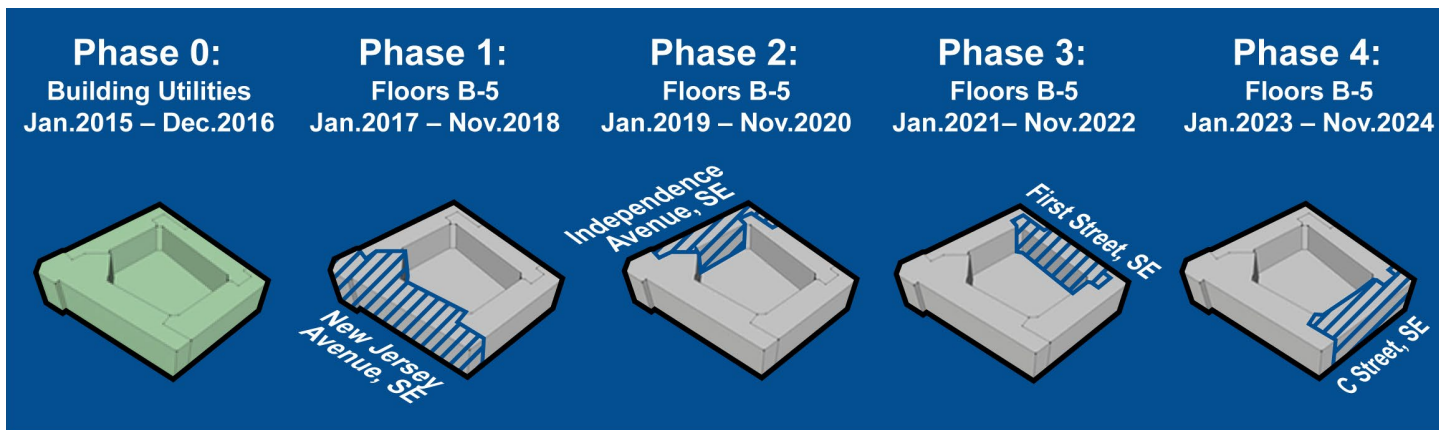 Phase 0:
Building Utilities
Jan.2015 – Dec.2016
Phase 1:
Floors B-5
Jan.2017 – Nov.2018
New Jersey
Avenue, SE
Phase 2:
Floors B-5
Jan.2019 – Nov.2020
Independence
Avenue, SE
Phase 3:
Floors B-5
Jan.2021– Nov.2022
First Street, SE
Phase 4:
Floors B-5
Jan.2023 – Nov.2024
C Street, SE